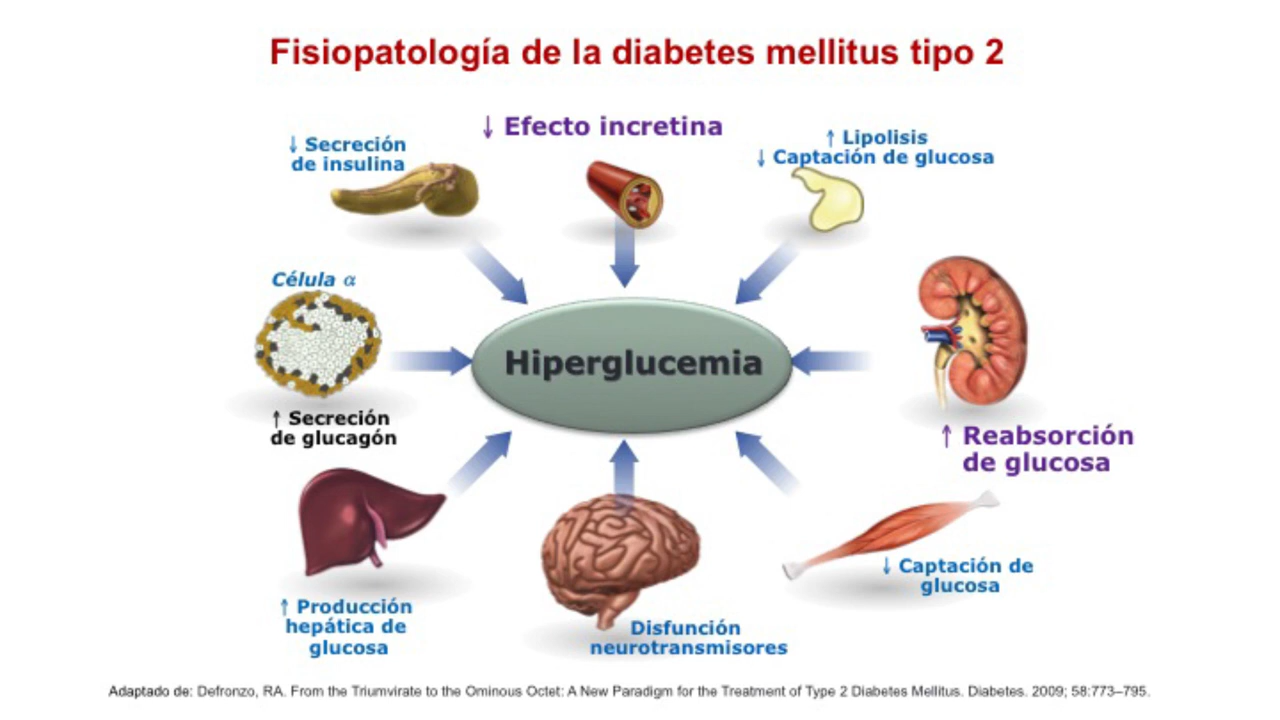 Fisiopatología de la diabetes mellitus tipo 2
↓ Secreción
de insulina
↓ Efecto incretina
↑ Lipolisis
↓ Captación de glucosa
Célula α
Hiperglucemia
↑ Secreción
de glucagón
↑ Reabsorción
de glucosa
↑ Producción
hepática de
glucosa
Disfunción
neurotransmisores
↓ Captación de
glucosa
Adaptado de: Defronzo, RA. From the Triumvirate to the Ominous Octet: A New Paradigm for the Treatment of Type 2 Diabetes Mellitus. Diabetes. 2009; 58:773–795.